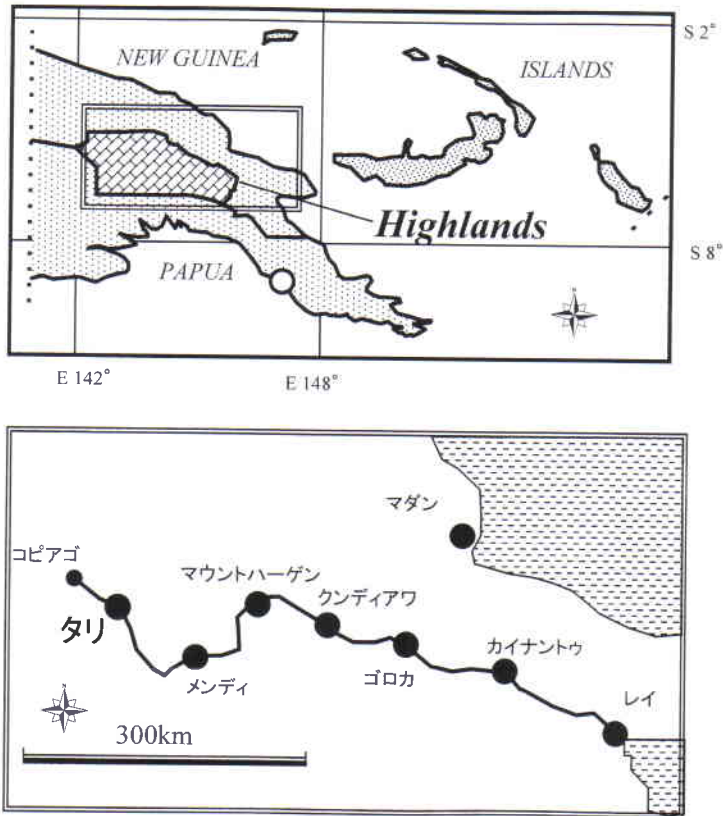 S 2°
NEW GUINEA
ISLANDS
Highlands
S 8°
PAPUA
N
E 142°
E 148°
マダン
コピアゴ
マウントハーゲン
クンディアワ
タリ
カイナントゥ
メンディ
ゴロカ
レイ
N
300km